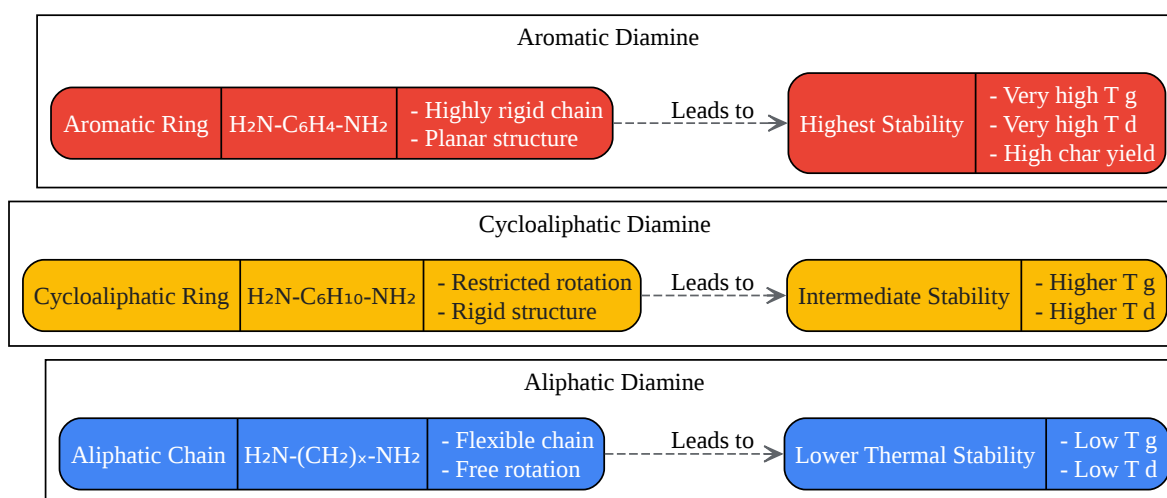 Aromatic Diamine
Aromatic Ring
H₂N-C₆H₄-NH₂
- Highly rigid chain
- Planar structure
Leads to
Highest Stability
- Very high T g
- Very high T d
- High char yield
Cycloaliphatic Diamine
Cycloaliphatic Ring
H₂N-C₆H₁₀-NH₂
- Restricted rotation
- Rigid structure
Leads to
Intermediate Stability
- Higher T g
- Higher T d
Aliphatic Diamine
Aliphatic Chain
H₂N-(CH₂)ₓ-NH₂
- Flexible chain
- Free rotation
Leads to
Lower Thermal Stability
- Low T g
- Low T d